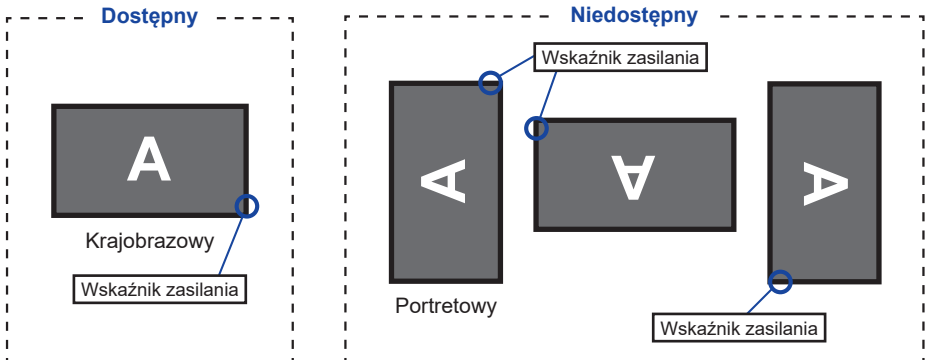 Dostępny
A
Krajobrazowy
Wskaźnik zasilania
Niedostępny
Wskaźnik zasilania
A
A
A
Portretowy
Wskaźnik zasilania